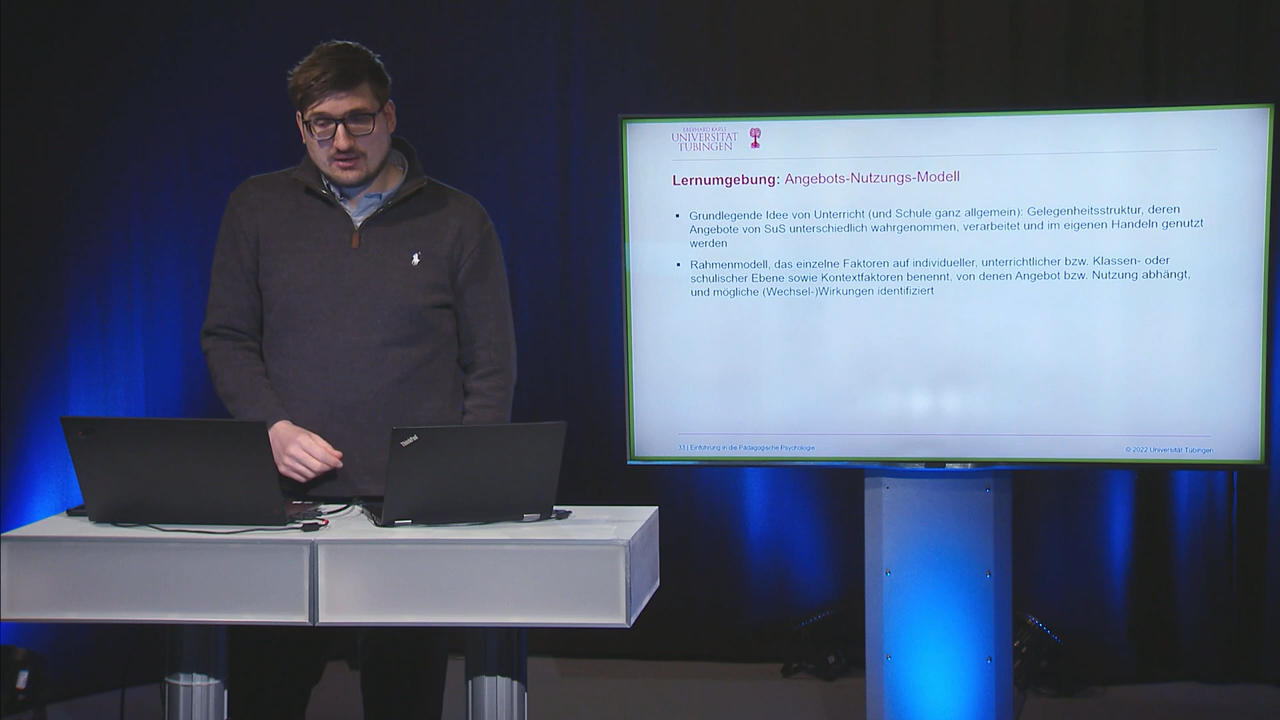 EBERHARD KARLS
UNIVERSITÄT
TÜBINGEN
Lernumgebung: Angebots-Nutzungs-Modell
Grundlegende Idee von Unterricht (und Schule ganz allgemein): Gelegenheitsstruktur, deren
Angebote von SuS unterschiedlich wahrgenommen, verarbeitet und im eigenen Handeln genutzt
werden
Rahmenmodell, das einzelne Faktoren auf individueller, unterrichtlicher bzw. Klassen- oder
schulischer Ebene sowie Kontextfaktoren benennt, von denen Angebot bzw. Nutzung abhängt,
und mögliche (Wechsel-)Wirkungen identifiziert
33 | Einführung in die Pädagogische Psychologie
© 2022 Universität Tübingen
ThinkPad